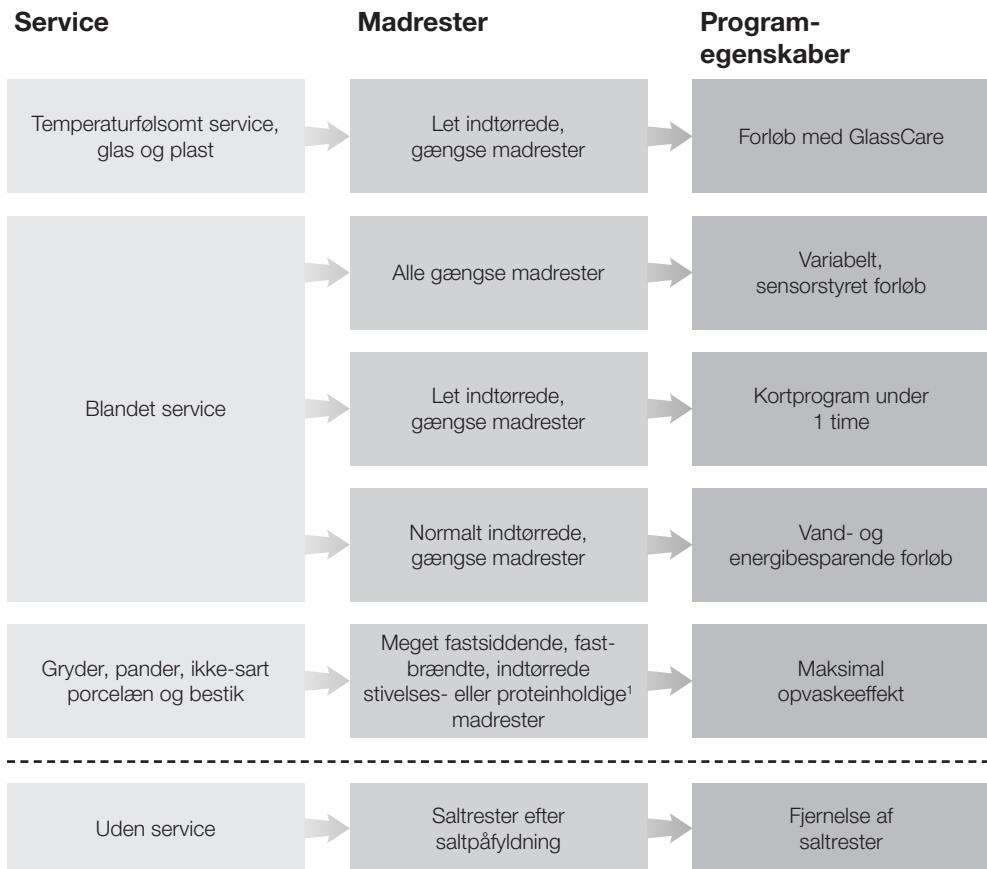 Service
Madrester
Program-
egenskaber
Temperaturfølsomt service,
glas og plast
Let indtørrede,
gængse madrester
Forløb med GlassCare
Blandet service
Alle gængse madrester
Variabelt,
sensorstyret forløb
Let indtørrede,
gængse madrester
Kortprogram under
1 time
Normalt indtørrede,
gængse madrester
Vand- og
energibesparende forløb
Gryder, pander, ikke-sart
porcelæn og bestik
Meget fastsiddende, fast-
brændte, indtørrede
stivelses- eller proteinholdige¹
madrester
Maksimal
opvaskeeffekt
Uden service
Saltrester efter
saltpåfyldning
Fjernelse af
saltrester